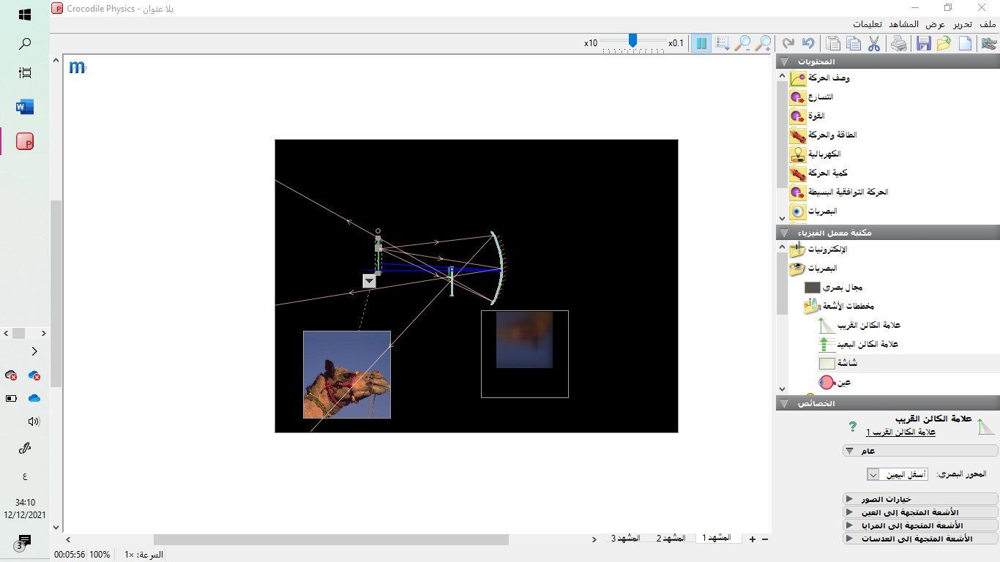 Crocodile Physics - بلا عنوان
ملف تحرير عرض المشاهد تعليمات
x10
x0.1
m
المحتويات
وصف الحركة
التسارع
القوة
الطاقة والحركة
الكهربائية
كمية الحركة
الحركة التوافقية البسيطة
البصريات
مكتبة معمل الفيزياء
الإلكترونيات
البصريات
مجال بصري
مخططات الأشعة
علامة الكائن القريب
علامة الكائن البعيد
شاشة
عين
الخصائص
علامة الكائن القريب
علامة الكائن القريب 1
عام
المحور البصري:
أسفل اليمين
خيارات الصور
الأشعة المتجهة إلى العين
الأشعة المتجهة إلى المرايا
الأشعة المتجهة إلى العدسات
المشهد 1
المشهد 2
المشهد 3
00:05:56
100%
السرعة: ×1
ع
34:10
12/12/2021
3